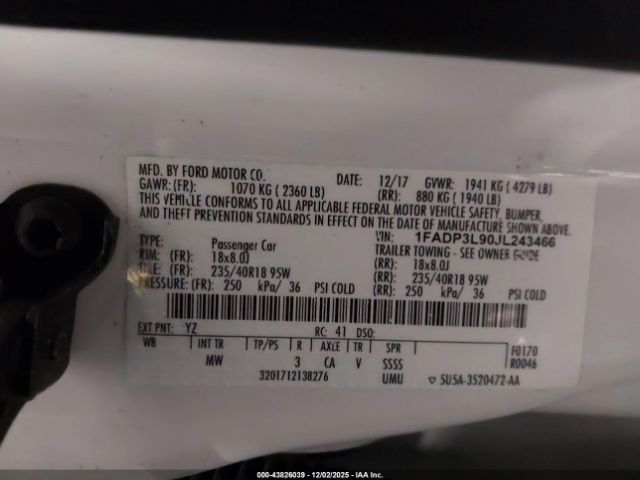 MFD. BY FORD MOTOR CO. DATE: 12/17 GVWR: 1941 KG ( 4279 LB)
GAWR: (FR): 1070 KG ( 2360 LB) (RR): 880 KG ( 1940 LB)
THIS VEHICLE CONFORMS TO ALL APPLICABLE FEDERAL MOTOR VEHICLE SAFETY, BUMPER,
AND THEFT PREVENTION STANDARDS IN EFFECT ON THE DATE OF MANUFACTURE SHOWN ABOVE.
VIN: 1FADP3L90JL243466
TYPE: Passenger Car TRAILER TOWING - SEE OWNER GUIDE
RIM: (FR): 18x8.0J (RR): 18x8.0J
TIRE: (FR): 235/40R18 95W (RR): 235/40R18 95W
PRESSURE: (FR): 250 kPa/ 36 PSI COLD (RR): 250 kPa/ 36 PSI COLD
EXT PNT: YZ RC: 41 DSO:
WB INT TR TP/PS R AXLE TR SPR F0170
MW 3 CA V SSSS R0046
3201712138276 UMU ▽ 5U5A-3520472-AA
000-43826039 - 12/02/2025 - IAA Inc.